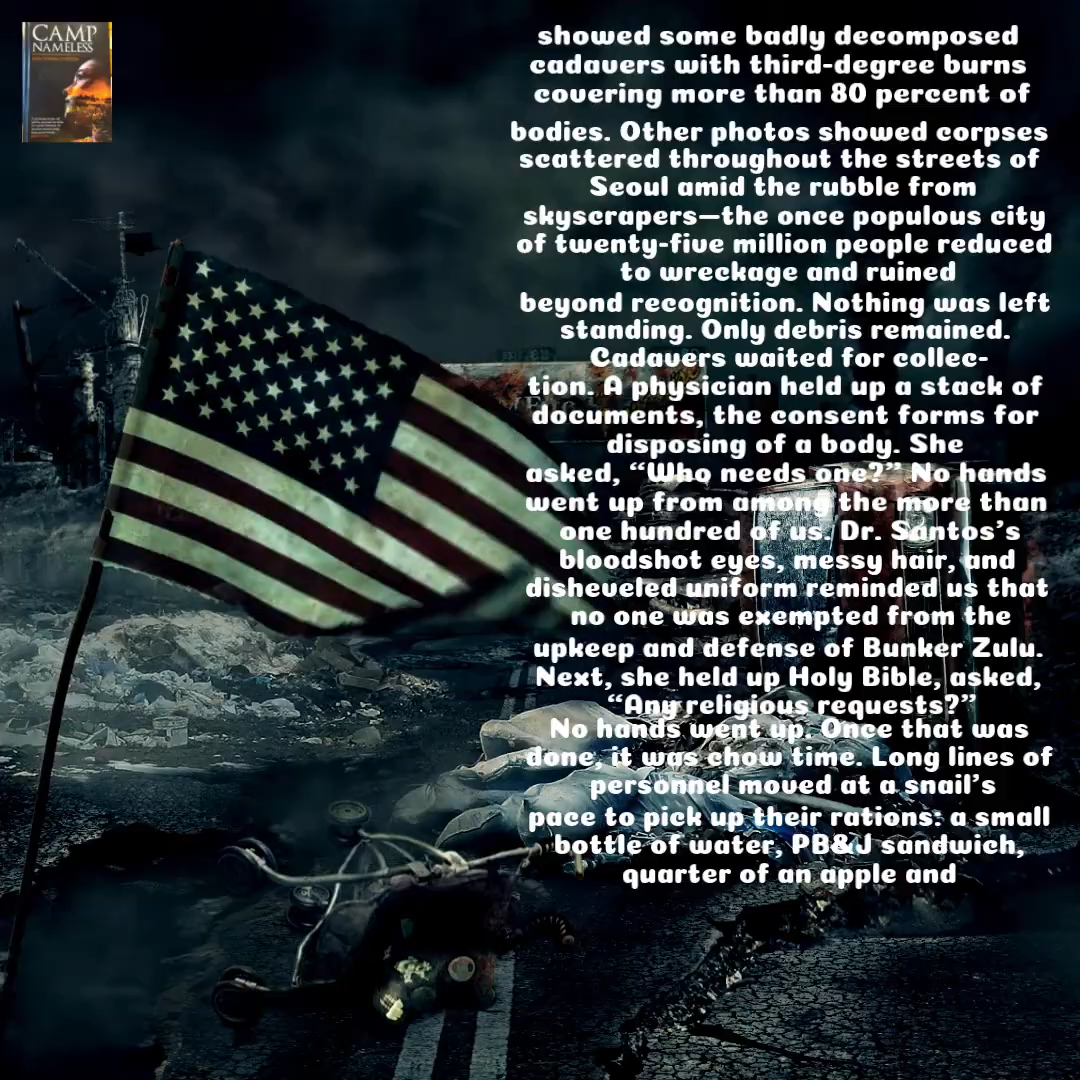 CAMP
NAMELESS
showed some badly decomposed
cadavers with third-degree burns
covering more than 80 percent of
bodies. Other photos showed corpses
scattered throughout the streets of
Seoul amid the rubble from
skyscrapers—the once populous city
of twenty-five million people reduced
to wreckage and ruined
beyond recognition. Nothing was left
standing. Only debris remained.
Cadavers waited for collec-
tion. A physician held up a stack of
documents, the consent forms for
disposing of a body. She
asked, “Who needs one?” No hands
went up from among the more than
one hundred of us. Dr. Santos’s
bloodshot eyes, messy hair, and
disheveled uniform reminded us that
no one was exempted from the
upkeep and defense of Bunker Zulu.
Next, she held up Holy Bible, asked,
“Any religious requests?”
No hands went up. Once that was
done, it was chow time. Long lines of
personnel moved at a snail’s
pace to pick up their rations: a small
bottle of water, PB&J sandwich,
quarter of an apple and